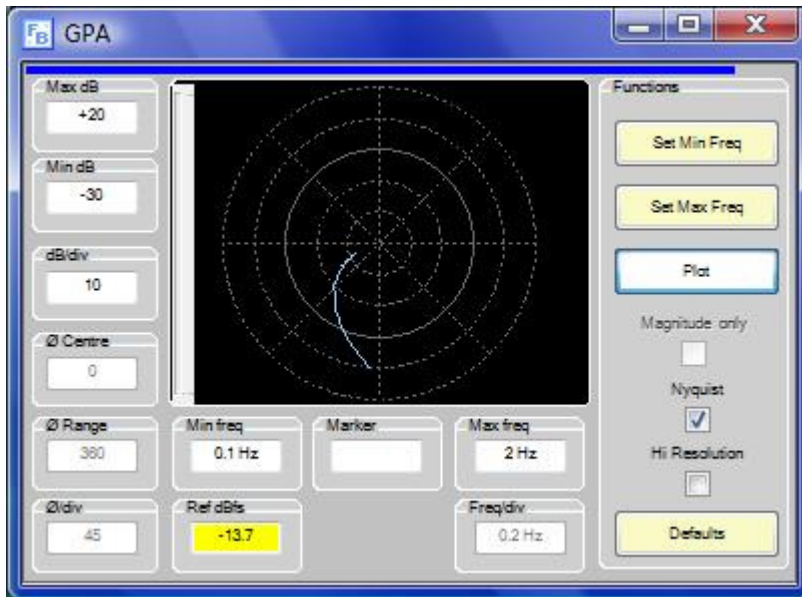 FB GPA
Max dB
+20
Min dB
-30
dB/div
10
Ø Centre
0
Ø Range
360
Ø/div
45
Min freq
0.1 Hz
Marker
Max freq
2 Hz
Ref dBfs
-13.7
Freq/div
0.2 Hz
Functions
Set Min Freq
Set Max Freq
Plot
Magnitude only
Nyquist
Hi Resolution
Defaults